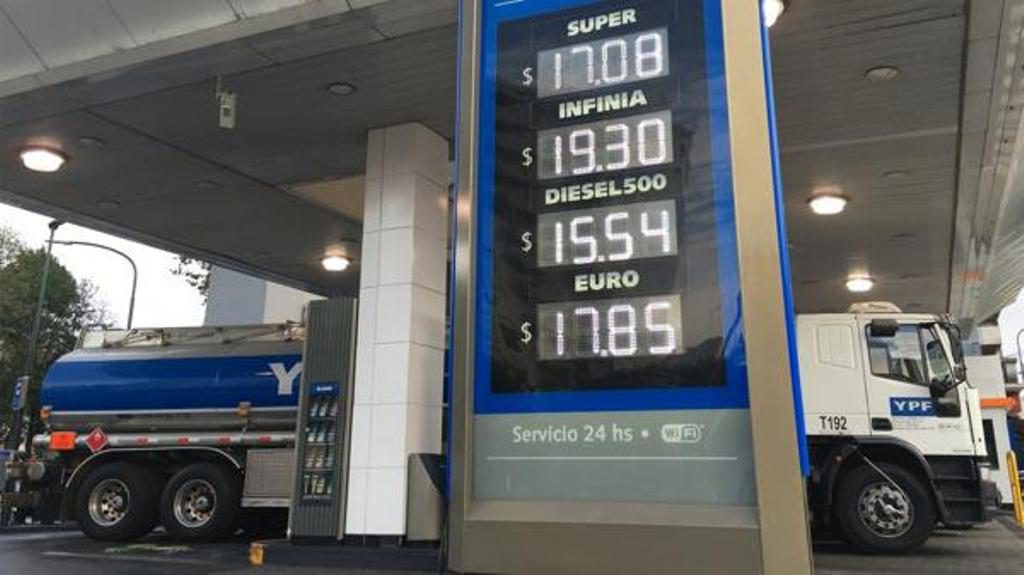 SUPER
$ 17.08
INFINIA
$ 19.30
DIESEL500
$ 15.54
EURO
$ 17.85
Servicio 24 hs • WiFi
Y
T192
YPF